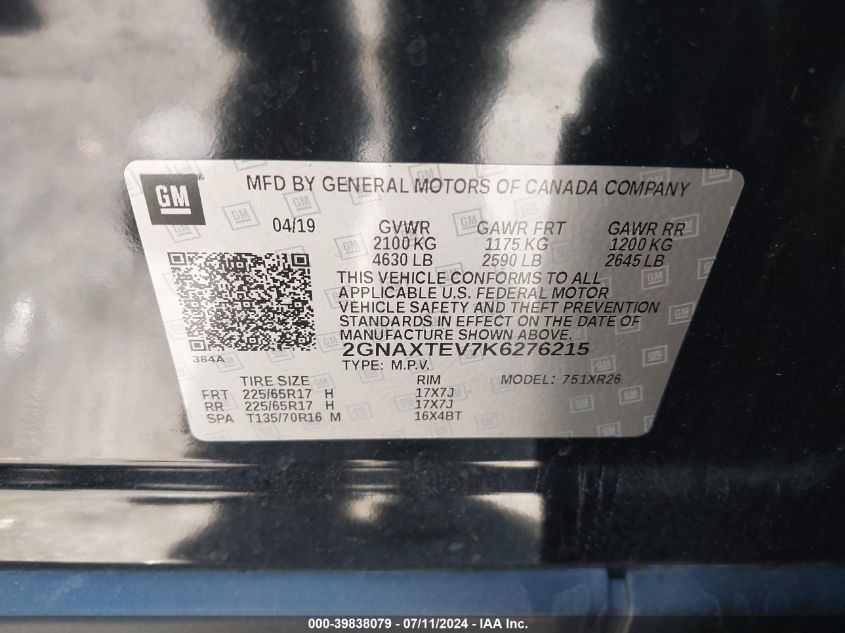 GM
MFD BY GENERAL MOTORS OF CANADA COMPANY
04/19 GVWR GAWR FRT GAWR RR
2100 KG 1175 KG 1200 KG
4630 LB 2590 LB 2645 LB
THIS VEHICLE CONFORMS TO ALL
APPLICABLE U.S. FEDERAL MOTOR
VEHICLE SAFETY AND THEFT PREVENTION
STANDARDS IN EFFECT ON THE DATE OF
MANUFACTURE SHOWN ABOVE.
384A
2GNAXTEV7K6276215
TYPE: M.P.V.
TIRE SIZE RIM MODEL: 751XR26
FRT 225/65R17 H 17X7J
RR 225/65R17 H 17X7J
SPA T135/70R16 M 16X4BT
000-39838079 - 07/11/2024 - IAA Inc.